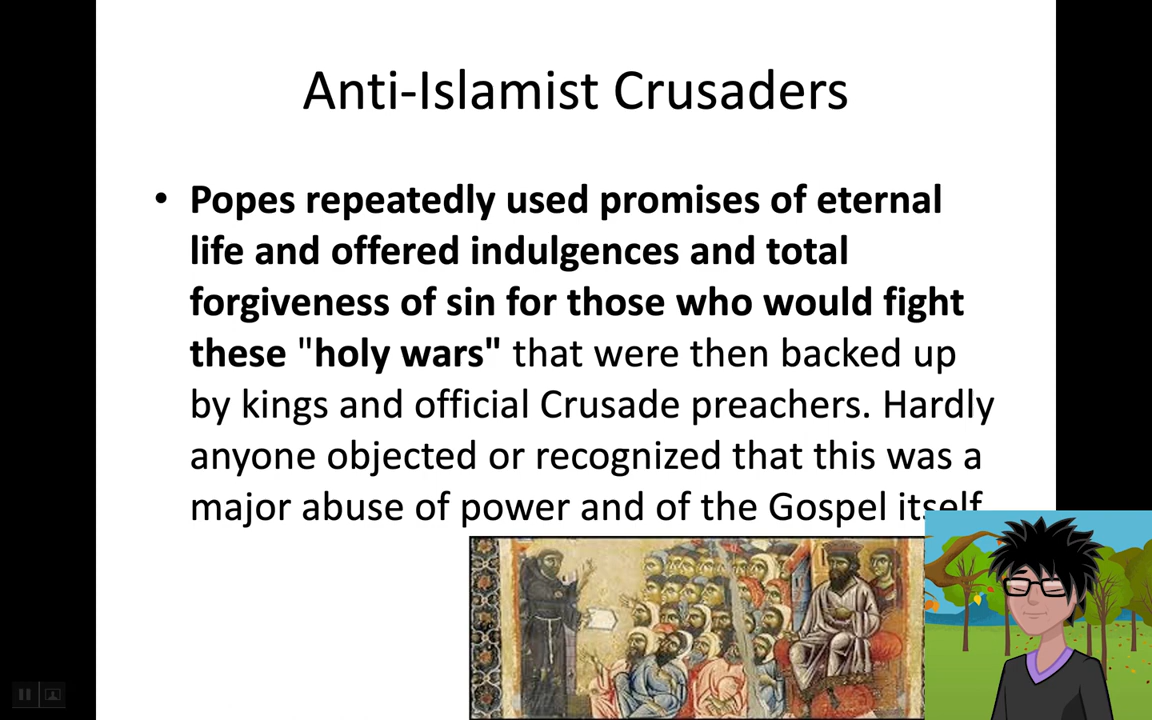 Anti-Islamist Crusaders
• Popes repeatedly used promises of eternal
life and offered indulgences and total
forgiveness of sin for those who would fight
these "holy wars" that were then backed up
by kings and official Crusade preachers. Hardly
anyone objected or recognized that this was a
major abuse of power and of the Gospel itself